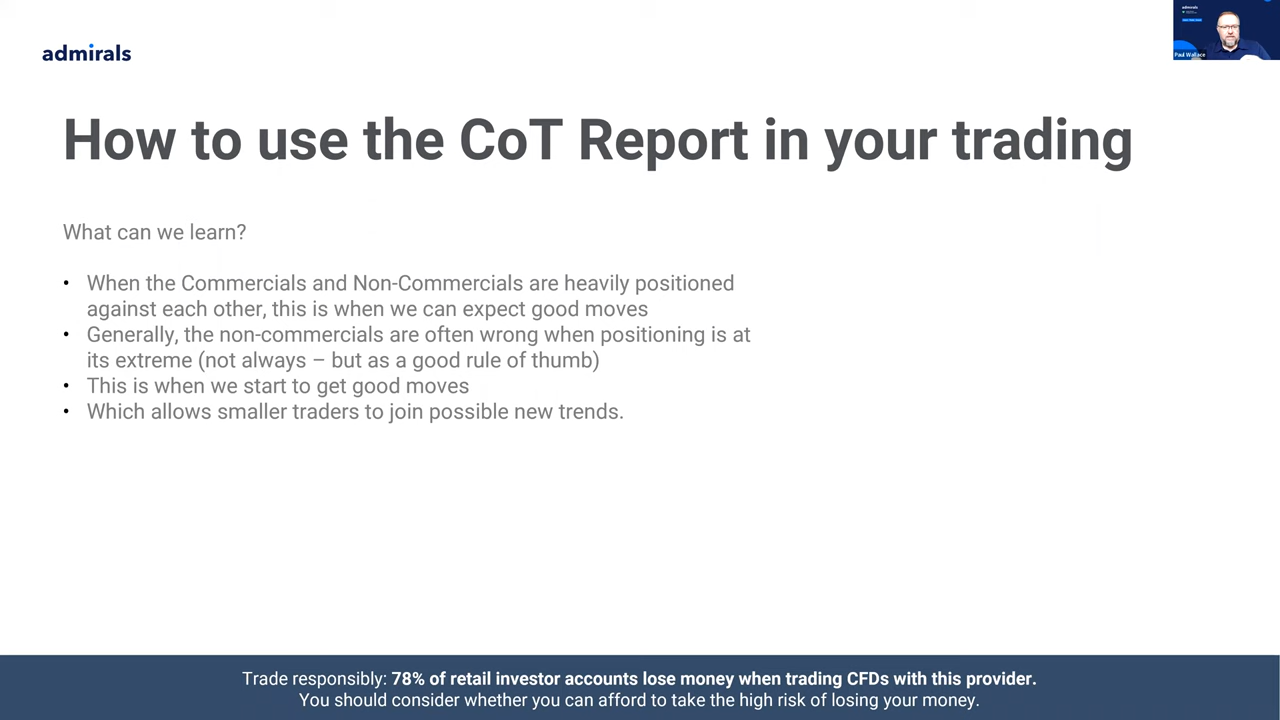 admirals
Paul Wallace
How to use the CoT Report in your trading
What can we learn?
• When the Commercials and Non-Commercials are heavily positioned
against each other, this is when we can expect good moves
• Generally, the non-commercials are often wrong when positioning is at
its extreme (not always – but as a good rule of thumb)
• This is when we start to get good moves
• Which allows smaller traders to join possible new trends.
Trade responsibly: 78% of retail investor accounts lose money when trading CFDs with this provider.
You should consider whether you can afford to take the high risk of losing your money.